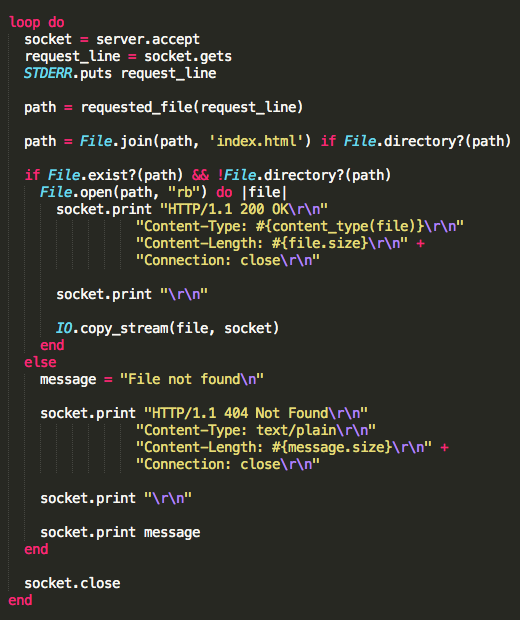 loop do
socket = server.accept
request_line = socket.gets
STDERR.puts request_line
path = requested_file(request_line)
path = File.join(path, 'index.html') if File.directory?(path)
if File.exist?(path) && !File.directory?(path)
File.open(path, "rb") do |file|
socket.print "HTTP/1.1 200 OK\r\n"
"Content-Type: #{content_type(file)}\r\n"
"Content-Length: #{file.size}\r\n" +
"Connection: close\r\n"
socket.print "\r\n"
IO.copy_stream(file, socket)
end
else
message = "File not found\n"
socket.print "HTTP/1.1 404 Not Found\r\n"
"Content-Type: text/plain\r\n"
"Content-Length: #{message.size}\r\n" +
"Connection: close\r\n"
socket.print "\r\n"
socket.print message
end
socket.close
end